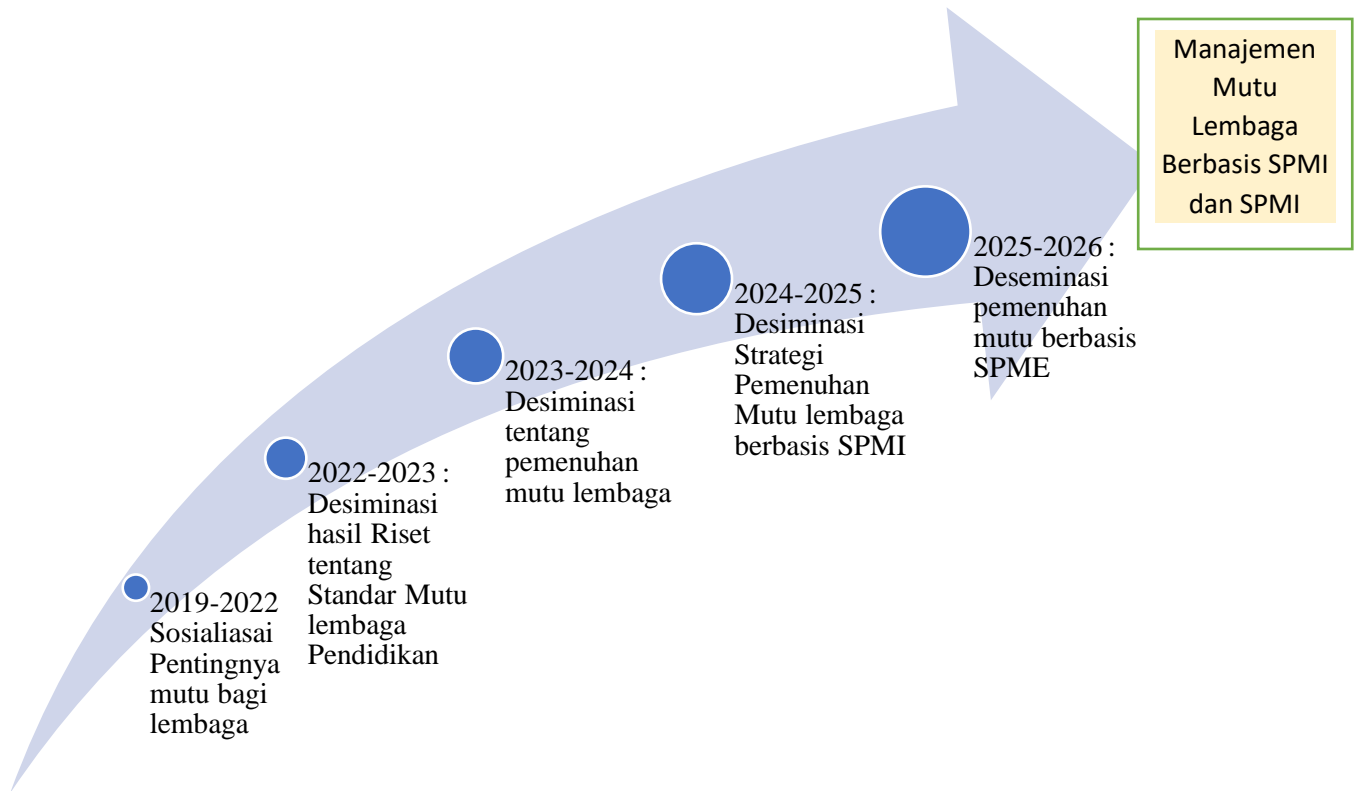 Manajemen
Mutu
Lembaga
Berbasis SPMI
dan SPMI
2025-2026 :
Deseminasi
pemenuhan
mutu berbasis
SPME
2024-2025 :
Desiminasi
Strategi
Pemenuhan
Mutu lembaga
berbasis SPMI
2023-2024 :
Desiminasi
tentang
pemenuhan
mutu lembaga
2022-2023 :
Desiminasi
hasil Riset
tentang
Standar Mutu
lembaga
Pendidikan
2019-2022
Sosialiasai
Pentingnya
mutu bagi
lembaga